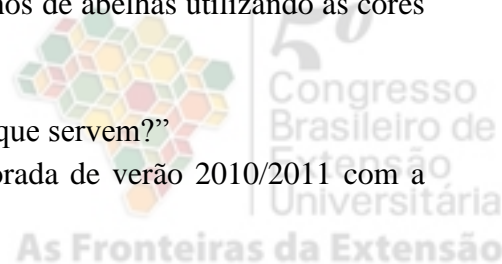 nos de abelhas utilizando as cores
que servem?”
orada de verão 2010/2011 com a
5º
Congresso
Brasileiro de
Extensão
Universitária
As Fronteiras da Extensão